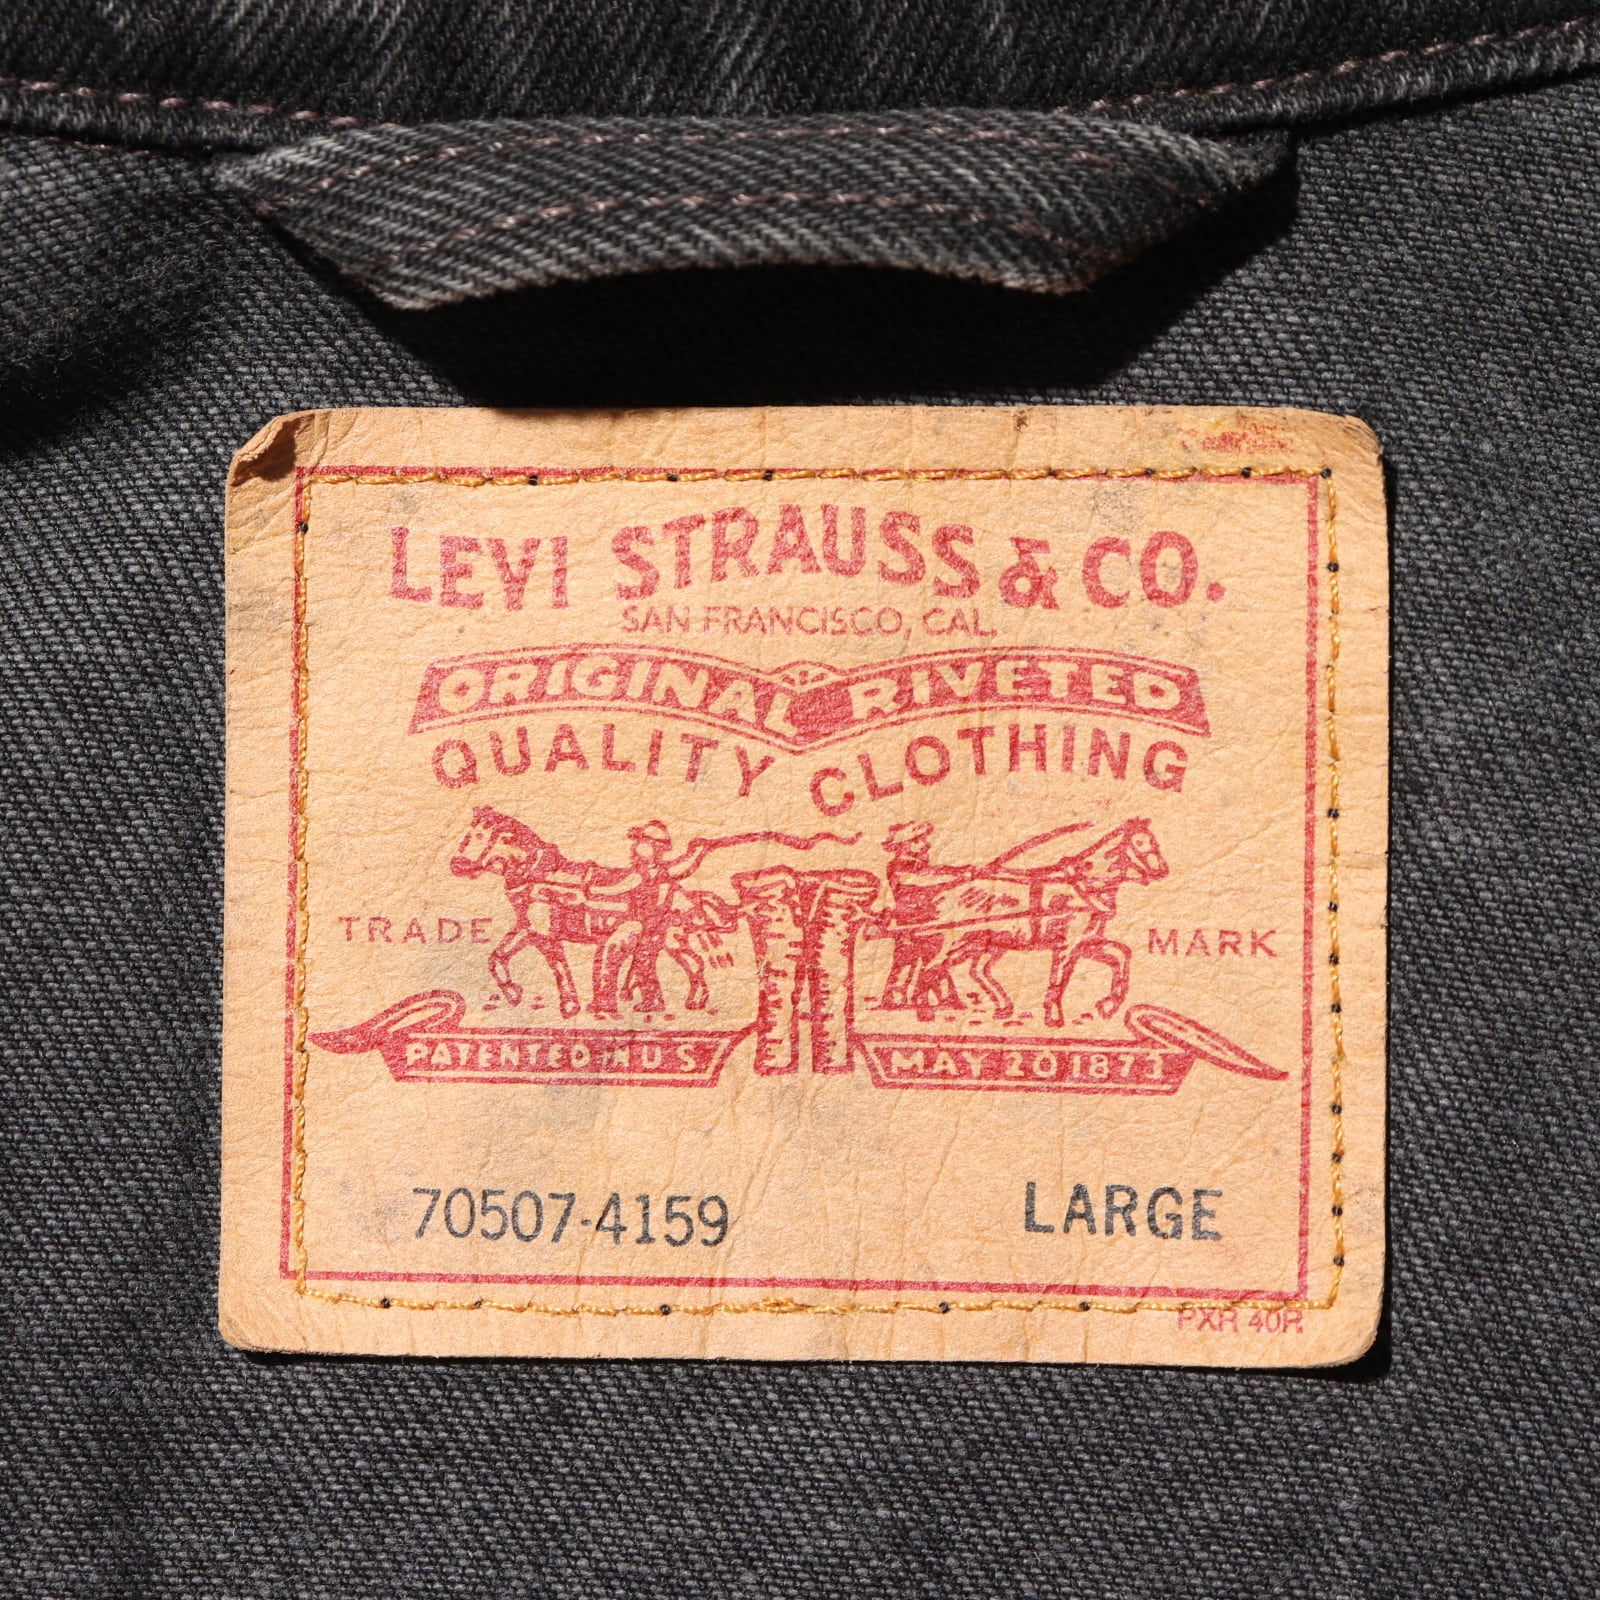 LEVI STRAUSS & CO.
SAN FRANCISCO, CAL.
ORIGINAL RIVETED
QUALITY CLOTHING
TRADE MARK
PATENTED IN U S MAY 20 1873
70507-4159 LARGE
PXR 40R